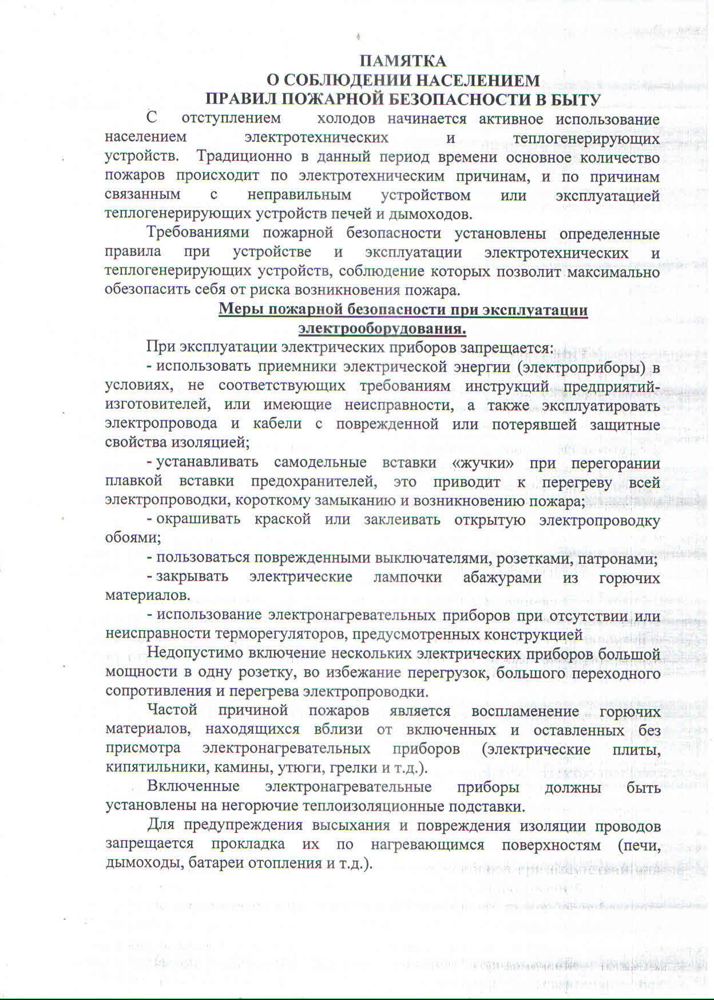 ПАМЯТКА
О СОБЛЮДЕНИИ НАСЕЛЕНИЕМ
ПРАВИЛ ПОЖАРНОЙ БЕЗОПАСНОСТИ В БЫТУ
С отступлением холодов начинается активное использование
населением электротехнических и теплогенерирующих
устройств. Традиционно в данный период времени основное количество
пожаров происходит по электротехническим причинам, и по причинам
связанным с неправильным устройством или эксплуатацией
теплогенерирующих устройств печей и дымоходов.
Требованиями пожарной безопасности установлены определенные
правила при устройстве и эксплуатации электротехнических и
теплогенерирующих устройств, соблюдение которых позволит максимально
обезопасить себя от риска возникновения пожара.
Меры пожарной безопасности при эксплуатации
электрооборудования.
При эксплуатации электрических приборов запрещается:
- использовать приемники электрической энергии (электроприборы) в
условиях, не соответствующих требованиям инструкций предприятий-
изготовителей, или имеющие неисправности, а также эксплуатировать
электропровода и кабели с поврежденной или потерявшей защитные
свойства изоляцией;
- устанавливать самодельные вставки «жучки» при перегорании
плавкой вставки предохранителей, это приводит к перегреву всей
электропроводки, короткому замыканию и возникновению пожара;
- окрашивать краской или заклеивать открытую электропроводку
обоями;
- пользоваться поврежденными выключателями, розетками, патронами;
- закрывать электрические лампочки абажурами из горючих
материалов.
- использование электронагревательных приборов при отсутствии или
неисправности терморегуляторов, предусмотренных конструкцией
Недопустимо включение нескольких электрических приборов большой
мощности в одну розетку, во избежание перегрузок, большого переходного
сопротивления и перегрева электропроводки.
Частой причиной пожаров является воспламенение горючих
материалов, находящихся вблизи от включенных и оставленных без
присмотра электронагревательных приборов (электрические плиты,
кипятильники, камины, утюги, грелки и т.д.).
Включенные электронагревательные приборы должны быть
установлены на негорючие теплоизоляционные подставки.
Для предупреждения высыхания и повреждения изоляции проводов
запрещается прокладка их по нагревающимся поверхностям (печи,
дымоходы, батареи отопления и т.д.).